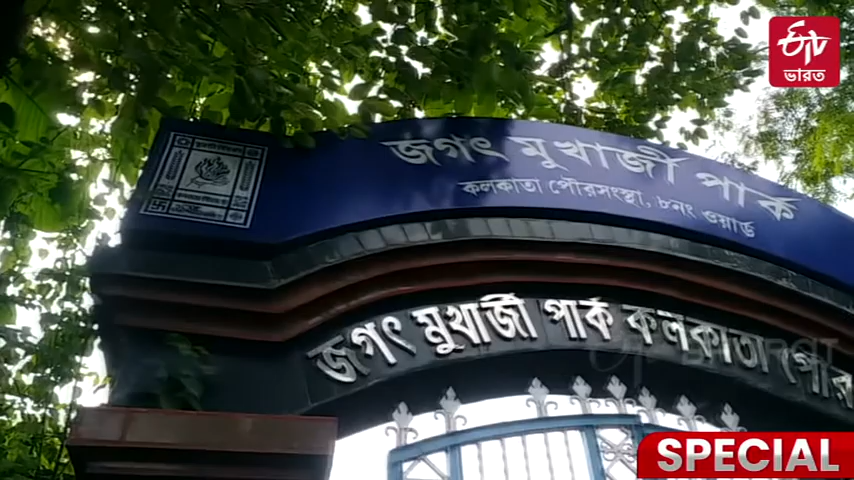 ভারত
জগৎ মুখার্জী পার্ক
কলকাতা পৌরসংস্থা, ৮নং ওয়ার্ড
জগৎ মুখার্জী পার্ক কলকাতা পৌর
SPECIAL